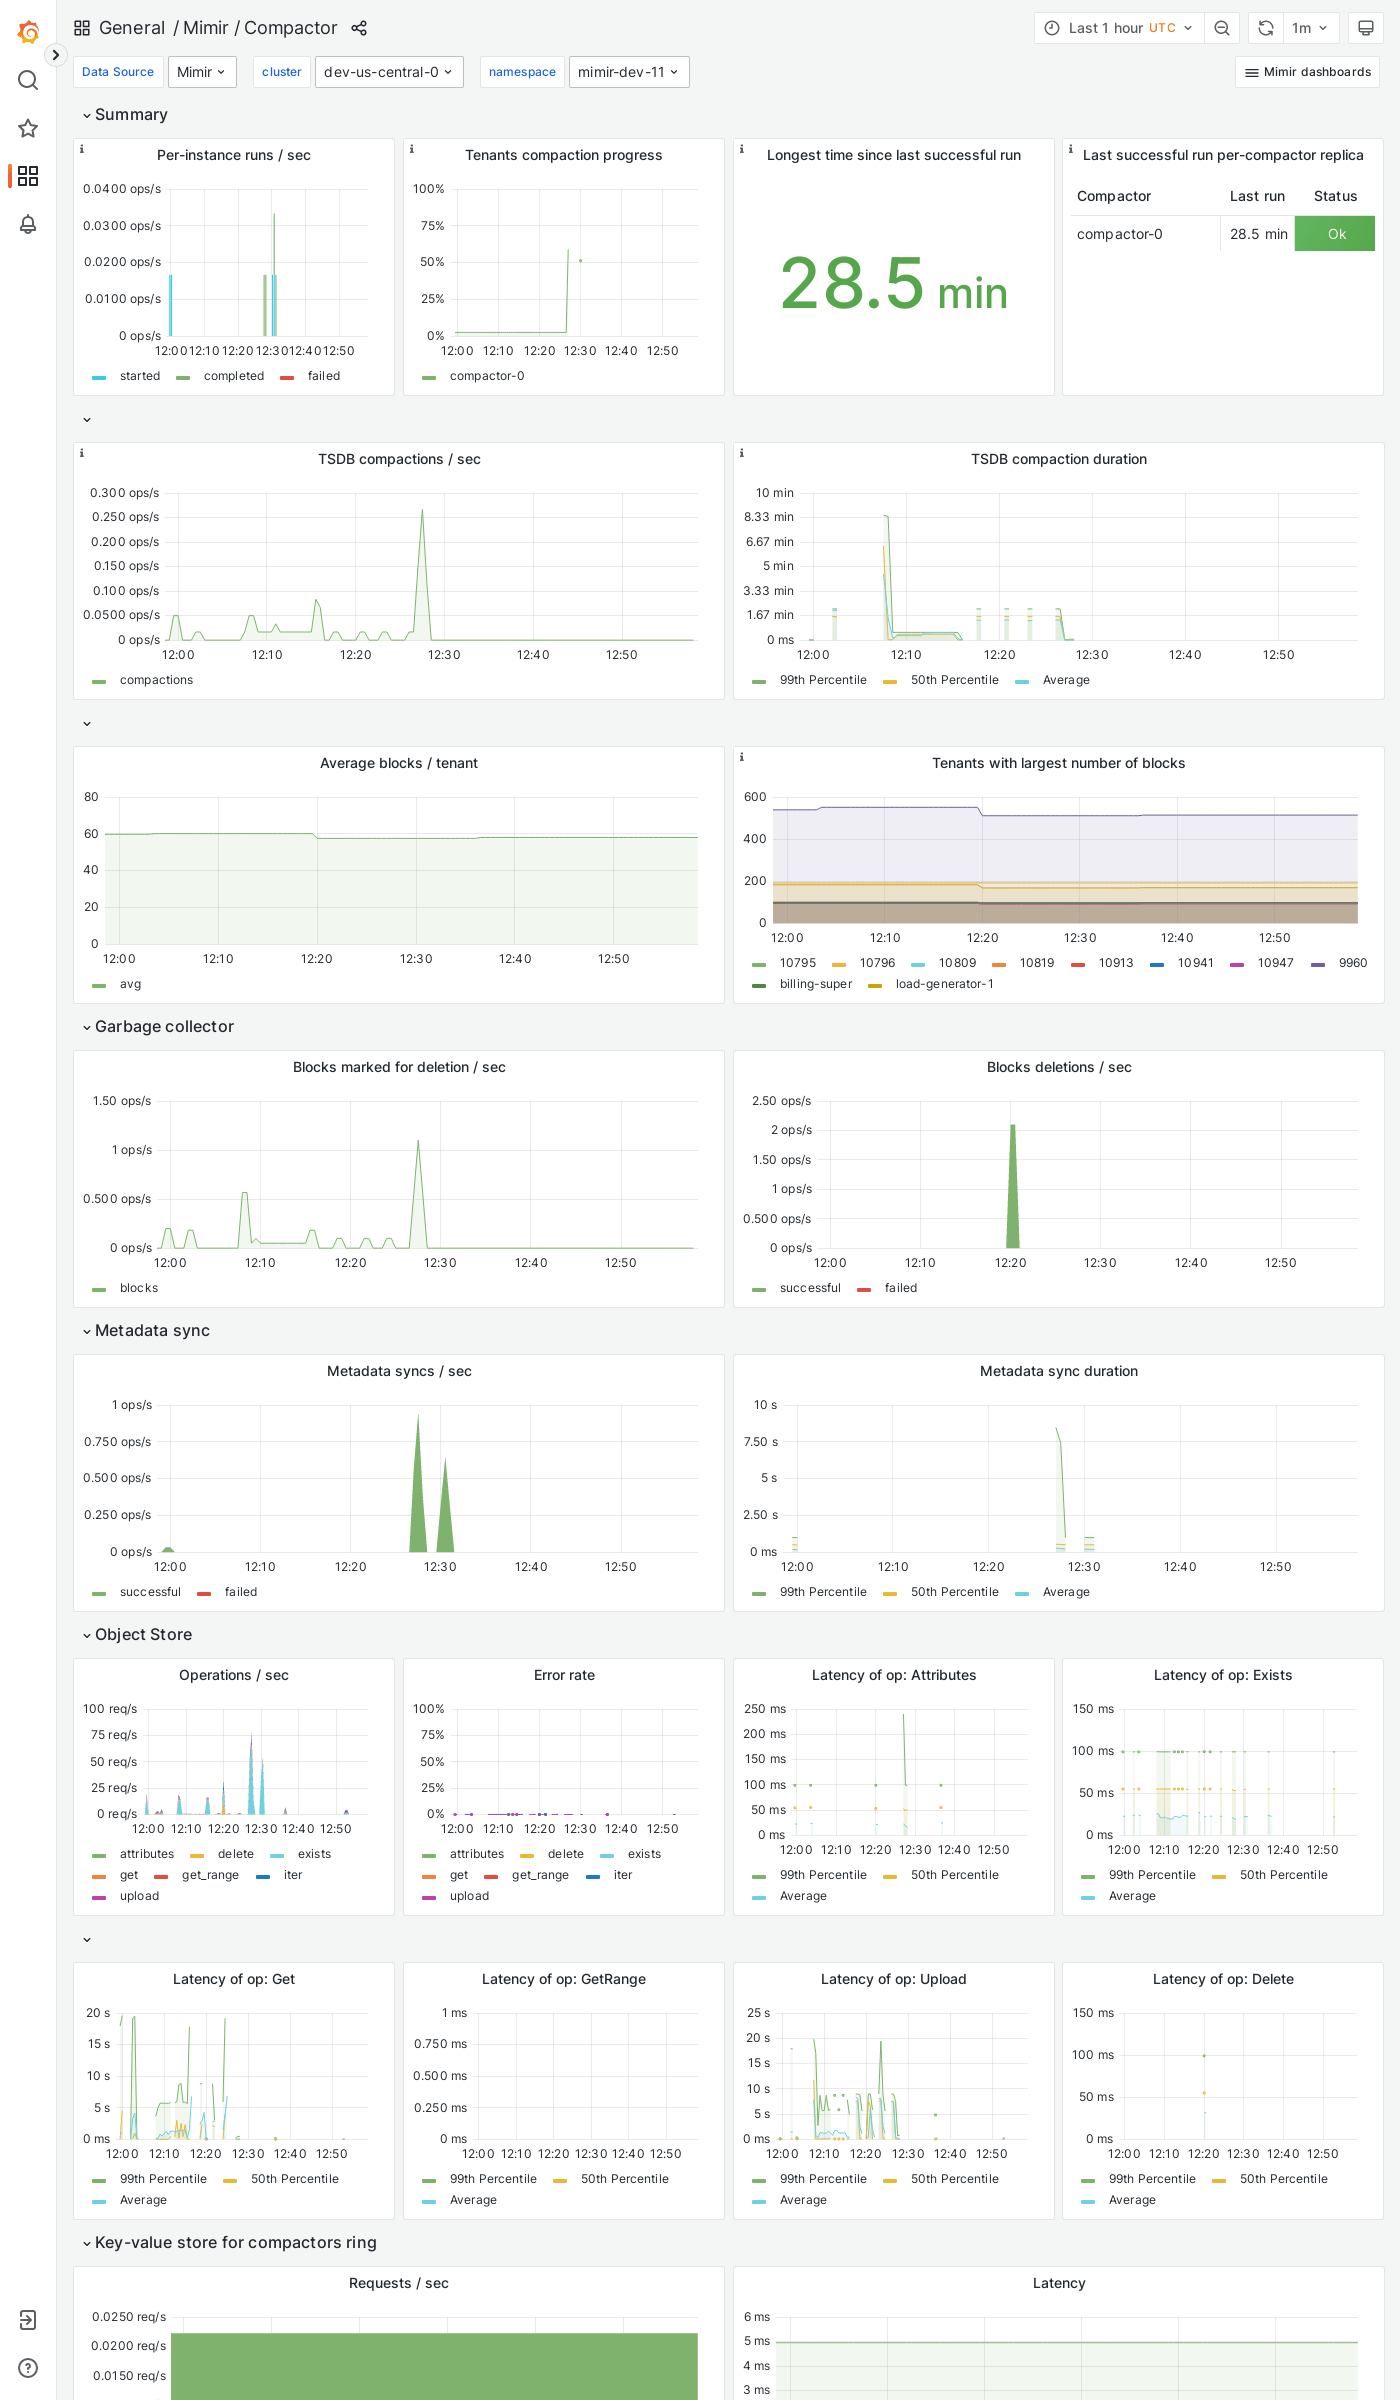 General / Mimir / Compactor
Last 1 hour UTC
1m
Data Source Mimir cluster dev-us-central-0 namespace mimir-dev-11
Mimir dashboards
Summary
Per-instance runs / sec
0.0400 ops/s
0.0300 ops/s
0.0200 ops/s
0.0100 ops/s
0 ops/s
12:00 12:10 12:20 12:30 12:40 12:50
started completed failed
Tenants compaction progress
100%
75%
50%
25%
0%
12:00 12:10 12:20 12:30 12:40 12:50
compactor-0
Longest time since last successful run
28.5 min
Last successful run per-compactor replica
Compactor Last run Status
compactor-0 28.5 min Ok
TSDB compactions / sec
0.300 ops/s
0.250 ops/s
0.200 ops/s
0.150 ops/s
0.100 ops/s
0.0500 ops/s
0 ops/s
12:00 12:10 12:20 12:30 12:40 12:50
compactions
TSDB compaction duration
10 min
8.33 min
6.67 min
5 min
3.33 min
1.67 min
0 ms
12:00 12:10 12:20 12:30 12:40 12:50
99th Percentile 50th Percentile Average
Average blocks / tenant
80
60
40
20
0
12:00 12:10 12:20 12:30 12:40 12:50
avg
Tenants with largest number of blocks
600
400
200
0
12:00 12:10 12:20 12:30 12:40 12:50
10795 10796 10809 10819 10913 10941 10947 9960
billing-super load-generator-1
Garbage collector
Blocks marked for deletion / sec
1.50 ops/s
1 ops/s
0.500 ops/s
0 ops/s
12:00 12:10 12:20 12:30 12:40 12:50
blocks
Blocks deletions / sec
2.50 ops/s
2 ops/s
1.50 ops/s
1 ops/s
0.500 ops/s
0 ops/s
12:00 12:10 12:20 12:30 12:40 12:50
successful failed
Metadata sync
Metadata syncs / sec
1 ops/s
0.750 ops/s
0.500 ops/s
0.250 ops/s
0 ops/s
12:00 12:10 12:20 12:30 12:40 12:50
successful failed
Metadata sync duration
10 s
7.50 s
5 s
2.50 s
0 ms
12:00 12:10 12:20 12:30 12:40 12:50
99th Percentile 50th Percentile Average
Object Store
Operations / sec
100 req/s
75 req/s
50 req/s
25 req/s
0 req/s
12:00 12:10 12:20 12:30 12:40 12:50
attributes delete exists
get get_range iter
upload
Error rate
100%
75%
50%
25%
0%
12:00 12:10 12:20 12:30 12:40 12:50
attributes delete exists
get get_range iter
upload
Latency of op: Attributes
250 ms
200 ms
150 ms
100 ms
50 ms
0 ms
12:00 12:10 12:20 12:30 12:40 12:50
99th Percentile 50th Percentile
Average
Latency of op: Exists
150 ms
100 ms
50 ms
0 ms
12:00 12:10 12:20 12:30 12:40 12:50
99th Percentile 50th Percentile
Average
Latency of op: Get
20 s
15 s
10 s
5 s
0 ms
12:00 12:10 12:20 12:30 12:40 12:50
99th Percentile 50th Percentile
Average
Latency of op: GetRange
1 ms
0.750 ms
0.500 ms
0.250 ms
0 ms
12:00 12:10 12:20 12:30 12:40 12:50
99th Percentile 50th Percentile
Average
Latency of op: Upload
25 s
20 s
15 s
10 s
5 s
0 ms
12:00 12:10 12:20 12:30 12:40 12:50
99th Percentile 50th Percentile
Average
Latency of op: Delete
150 ms
100 ms
50 ms
0 ms
12:00 12:10 12:20 12:30 12:40 12:50
99th Percentile 50th Percentile
Average
Key-value store for compactors ring
Requests / sec
0.0250 req/s
0.0200 req/s
0.0150 req/s
Latency
6 ms
5 ms
4 ms
3 ms